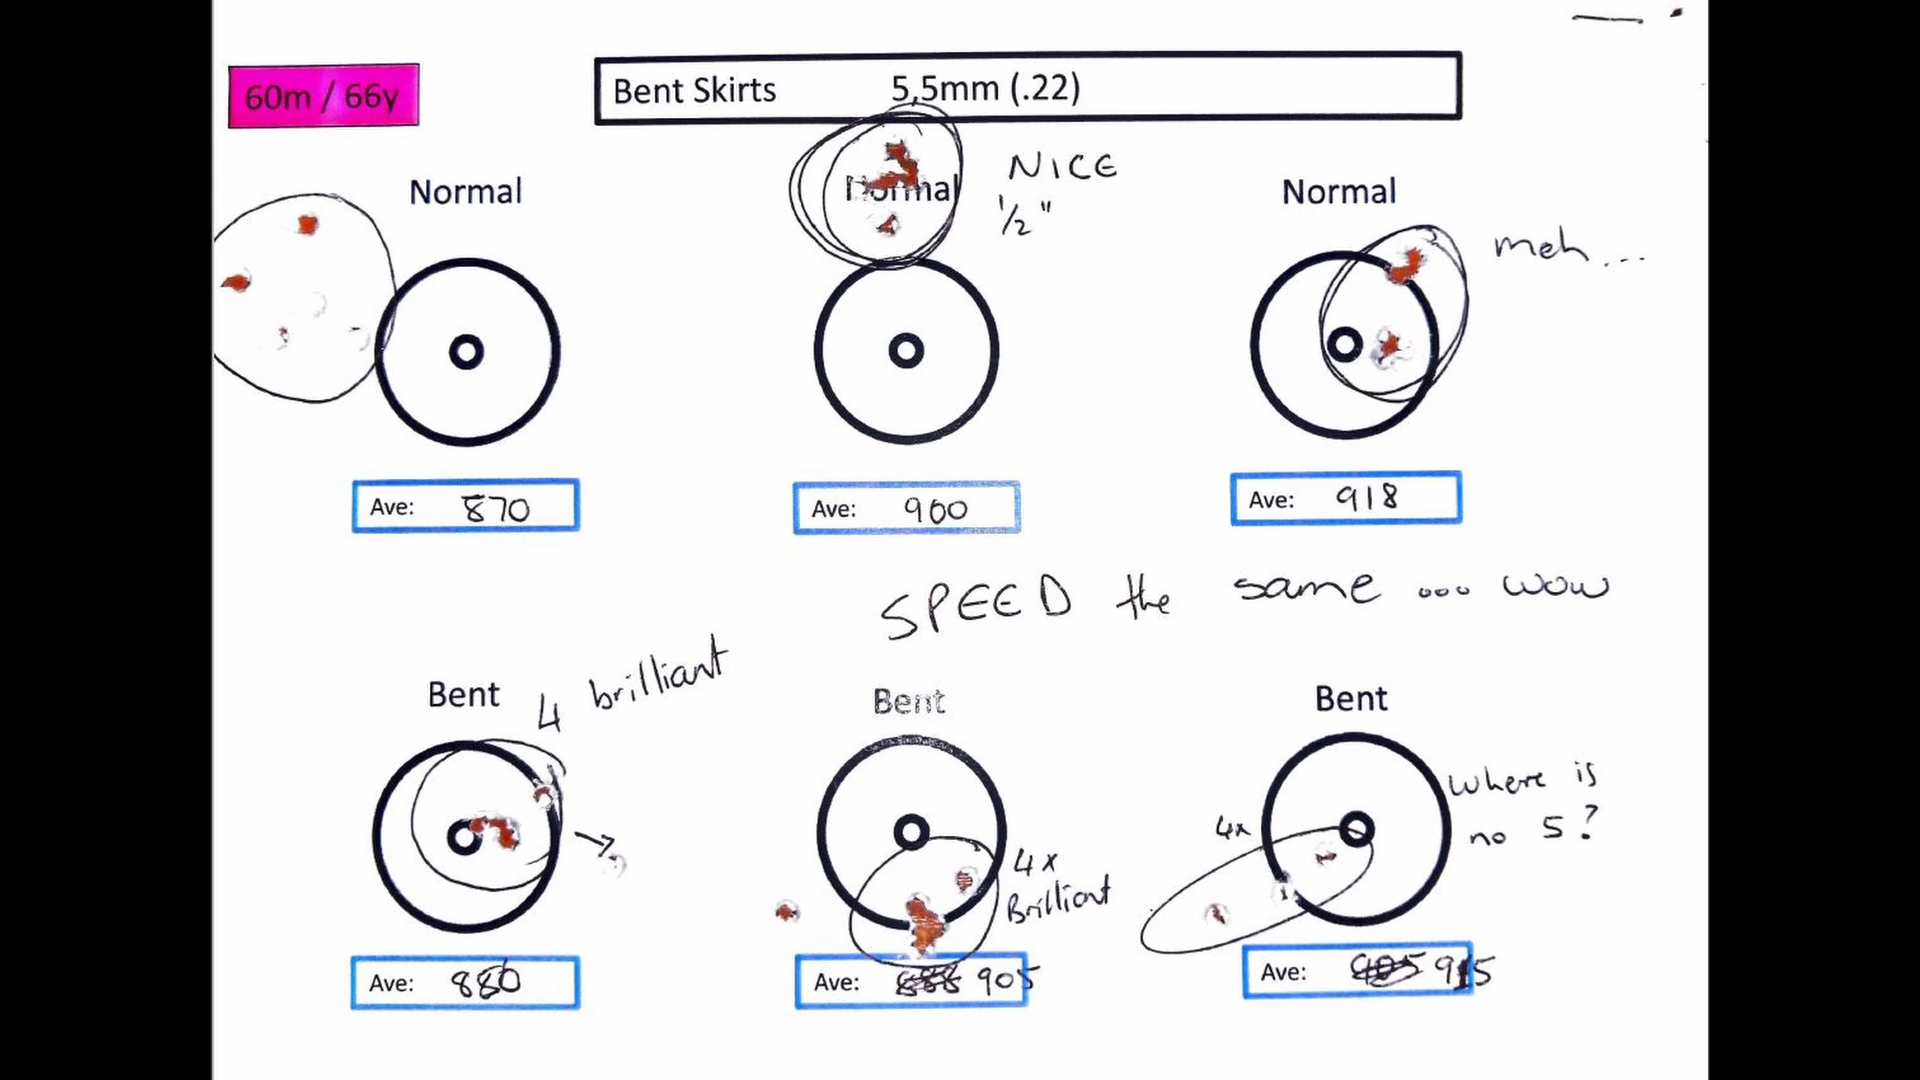 60m / 66y
Bent Skirts 5,5mm (.22)
Normal
Normal
Normal
NICE
1/2"
meh...
Ave: 870
Ave: 900
Ave: 918
SPEED the same ... wow
4 brilliant
Bent
Bent
Bent
where is
no 5?
4x
4x
Brilliant
Ave: 880
Ave: 905
Ave: 915